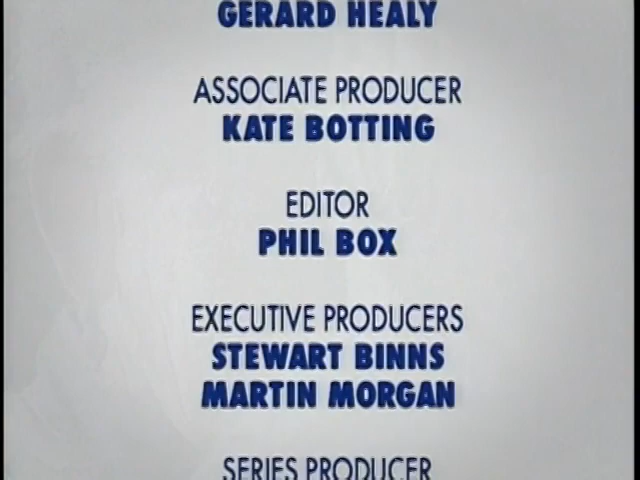 GERARD HEALY
ASSOCIATE PRODUCER
KATE BOTTING
EDITOR
PHIL BOX
EXECUTIVE PRODUCERS
STEWART BINNS
MARTIN MORGAN
SERIES PRODUCER